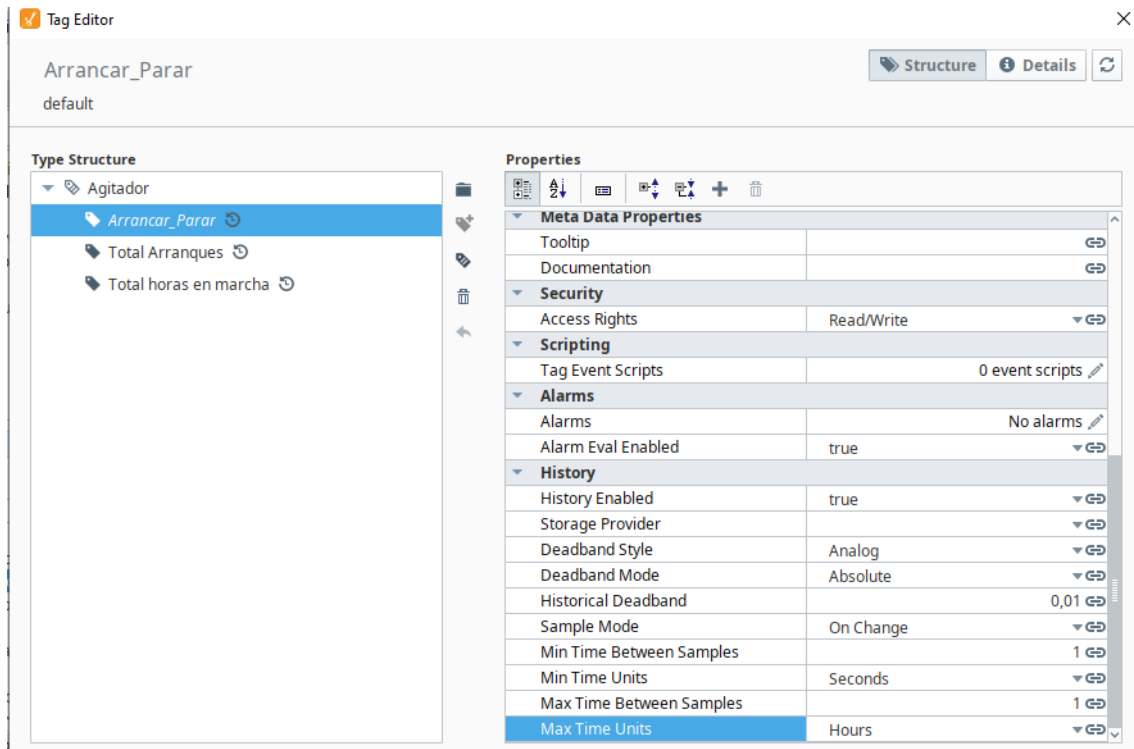 Tag Editor
Arrancar_Parar
Structure
Details
default
Type Structure
Agitador
Arrancar_Parar
Total Arranques
Total horas en marcha
Properties
Meta Data Properties
Tooltip
Documentation
Security
Access Rights Read/Write
Scripting
Tag Event Scripts 0 event scripts
Alarms
Alarms No alarms
Alarm Eval Enabled true
History
History Enabled true
Storage Provider
Deadband Style Analog
Deadband Mode Absolute
Historical Deadband 0,01
Sample Mode On Change
Min Time Between Samples 1
Min Time Units Seconds
Max Time Between Samples 1
Max Time Units Hours